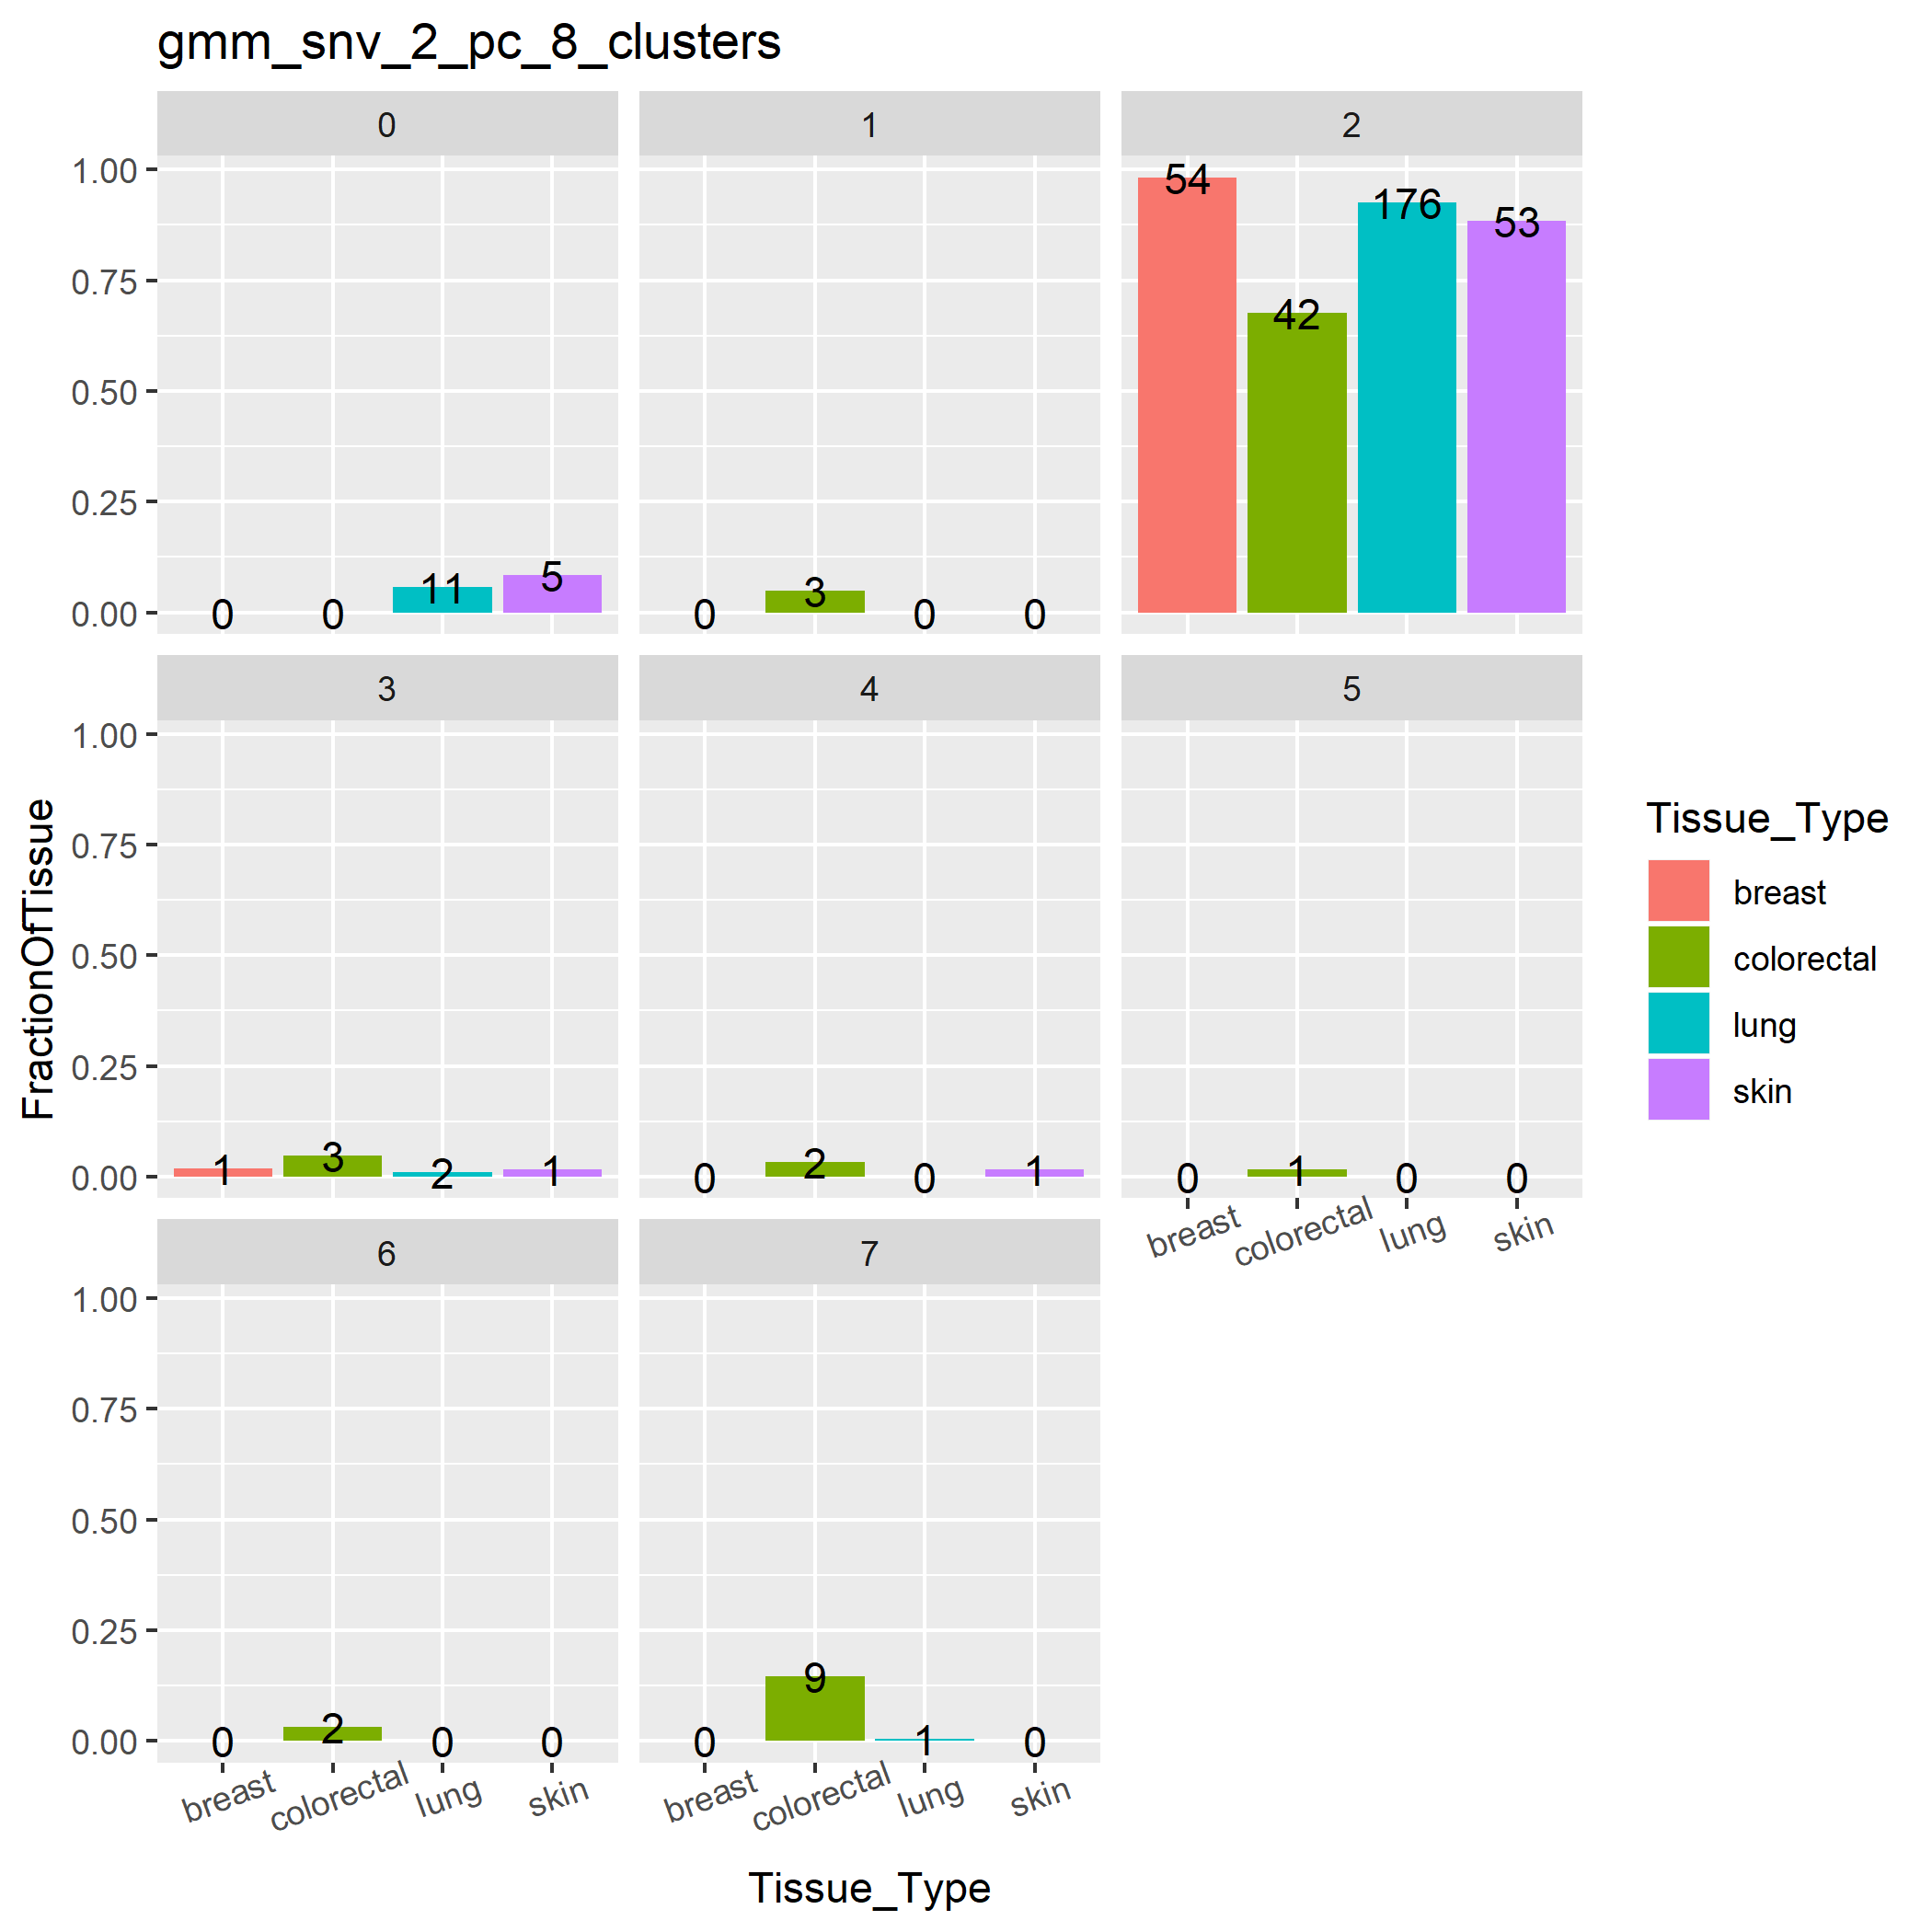 gmm_snv_2_pc_8_clusters
0 1 2
1.00
0.75
0.50
0.25
0.00
0 0 11 5
0 3 0 0
54 42 176 53
3 4 5
1.00
0.75
0.50
0.25
0.00
1 3 2 1
0 2 0 1
0 1 0 0
breast colorectal lung skin
6 7
1.00
0.75
0.50
0.25
0.00
0 2 0 0
0 9 1 0
breast colorectal lung skin
breast colorectal lung skin
Tissue_Type
FractionOfTissue
Tissue_Type
breast
colorectal
lung
skin